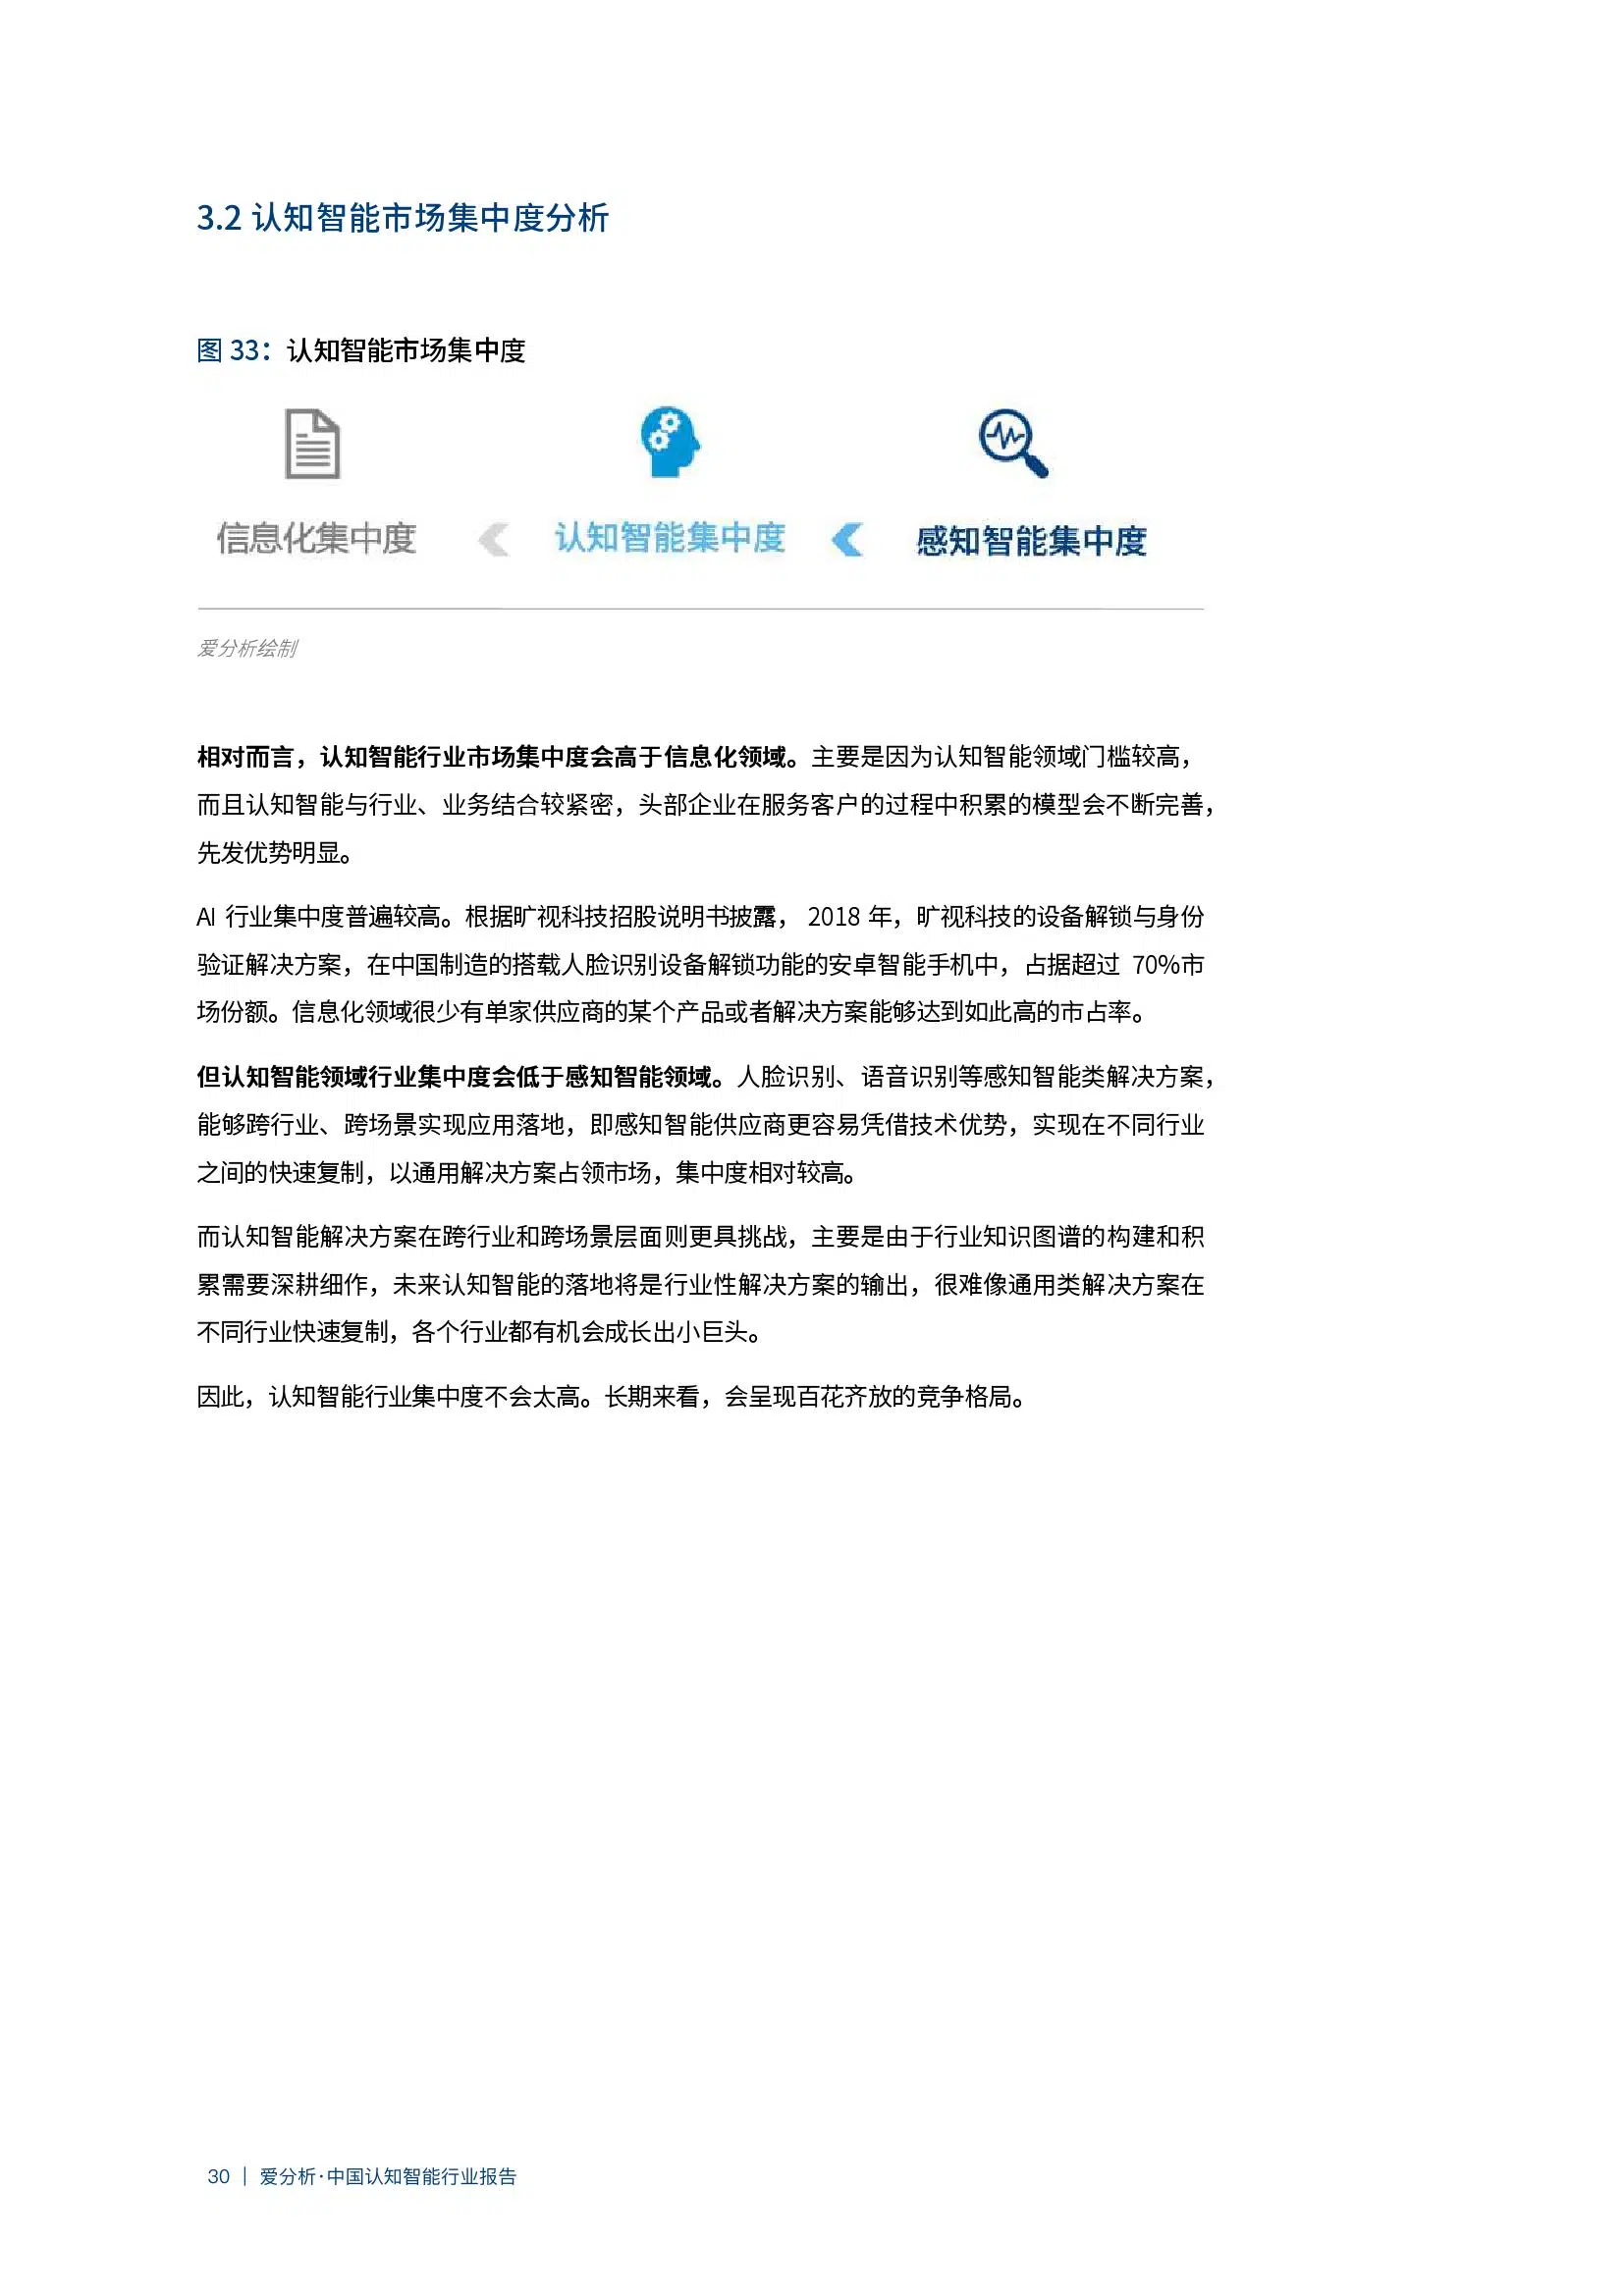 3.2 认知智能市场集中度分析
图 33：认知智能市场集中度
信息化集中度 认知智能集中度 感知智能集中度
爱分析绘制
相对而言，认知智能行业市场集中度会高于信息化领域。主要是因为认知智能领域门槛较高，
而且认知智能与行业、业务结合较紧密，头部企业在服务客户的过程中积累的模型会不断完善，
先发优势明显。
AI 行业集中度普遍较高。根据旷视科技招股说明书披露， 2018 年，旷视科技的设备解锁与身份
验证解决方案，在中国制造的搭载人脸识别设备解锁功能的安卓智能手机中，占据超过 70%市
场份额。信息化领域很少有单家供应商的某个产品或者解决方案能够达到如此高的市占率。
但认知智能领域行业集中度会低于感知智能领域。人脸识别、语音识别等感知智能类解决方案，
能够跨行业、跨场景实现应用落地，即感知智能供应商更容易凭借技术优势，实现在不同行业
之间的快速复制，以通用解决方案占领市场，集中度相对较高。
而认知智能解决方案在跨行业和跨场景层面则更具挑战，主要是由于行业知识图谱的构建和积
累需要深耕细作，未来认知智能的落地将是行业性解决方案的输出，很难像通用类解决方案在
不同行业快速复制，各个行业都有机会成长出小巨头。
因此，认知智能行业集中度不会太高。长期来看，会呈现百花齐放的竞争格局。
30 | 爱分析·中国认知智能行业报告